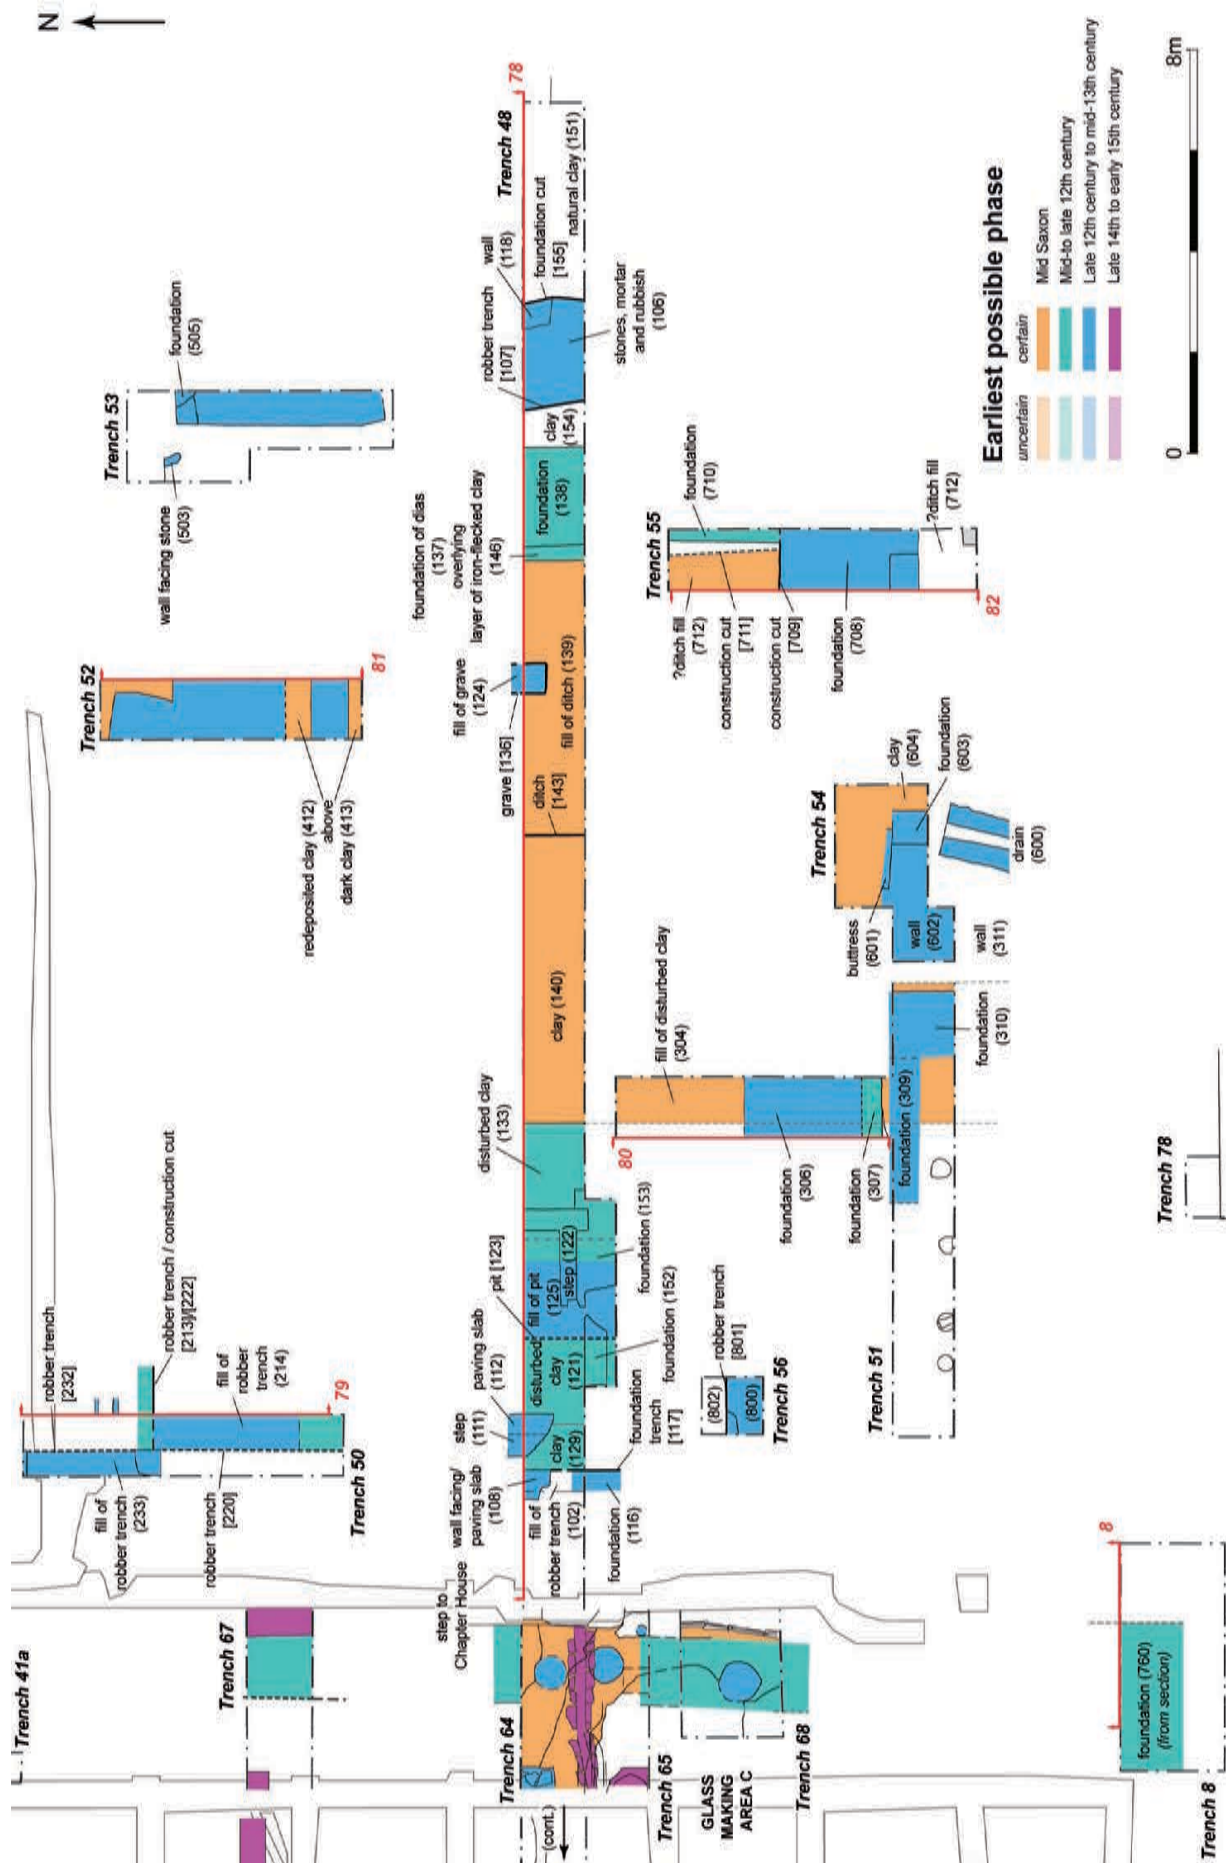 N
Trench 41a
Trench 67
Trench 64
Trench 65
Trench 68
Trench 8
(cont.)
GLASS
MAKING
AREA C
step to
Chapter House
foundation (760)
(from section)
8
robber trench
[232]
robber trench / construction cut
[213]/[222]
fill of
robber
trench
(214)
79
Trench 50
fill of
robber trench
(233)
robber trench
[220]
wall facing/
paving slab
(108)
step
(111)
paving slab
(112)
pit [123]
disturbed clay
(133)
fill of
robber trench
(102)
foundation
(116)
clay
(129)
foundation
trench
[117]
disturbed
clay
(121)
foundation (152)
fill of pit
(125)
step (122)
foundation (153)
clay (140)
ditch
[143]
fill of ditch (139)
grave [136]
fill of grave
(124)
foundation of dias
(137)
overlying
layer of iron-flecked clay
(146)
foundation
(138)
clay
(154)
robber trench
[107]
wall
(118)
foundation cut
[155]
natural clay (151)
stones, mortar
and rubbish
(106)
Trench 48
78
Trench 52
81
redeposited clay (412)
above
dark clay (413)
Trench 53
wall facing stone
(503)
foundation
(505)
(802)
(800)
robber trench
[801]
Trench 56
Trench 51
80
fill of disturbed clay
(304)
foundation
(306)
foundation
(307)
foundation (309)
foundation
(310)
wall
(311)
Trench 54
buttress
(601)
wall
(602)
clay
(604)
foundation
(603)
drain
(600)
Trench 55
?ditch fill
(712)
construction cut
[711]
construction cut
[709]
foundation
(708)
foundation
(710)
?ditch fill
(712)
82
Trench 78
Earliest possible phase
uncertain
certain
Mid Saxon
Mid-to late 12th century
Late 12th century to mid-13th century
Late 14th to early 15th century
0
8m